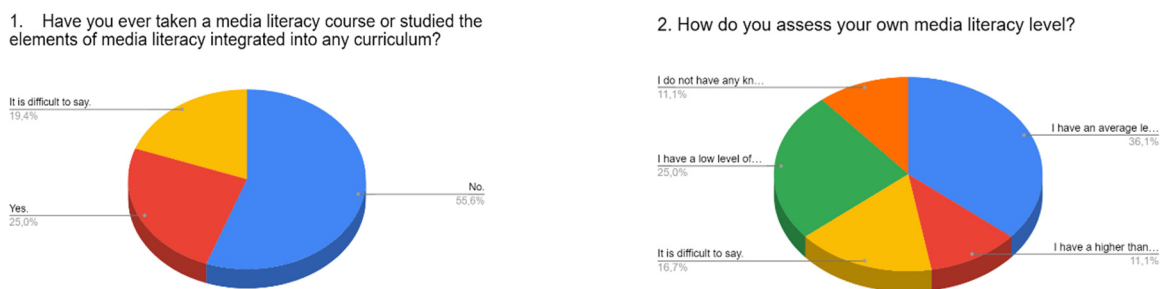 1. Have you ever taken a media literacy course or studied the
elements of media literacy integrated into any curriculum?
It is difficult to say.
19,4%
No.
55,6%
Yes.
25,0%
2. How do you assess your own media literacy level?
I do not have any kn…
11,1%
I have an average le…
36,1%
I have a low level of…
25,0%
It is difficult to say.
16,7%
I have a higher than…
11,1%